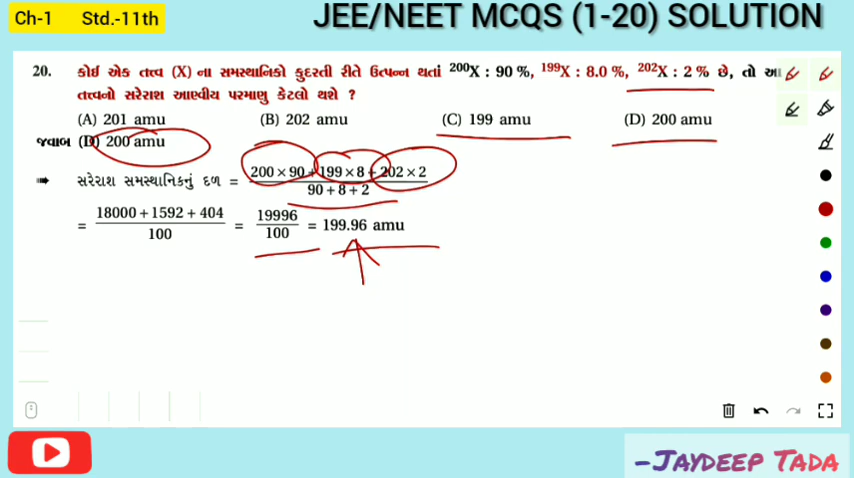 Ch-1 Std.-11th
JEE/NEET MCQS (1-20) SOLUTION
20. કોઈ એક તત્ત્વ (X) ના સમસ્થાનિકો કુદરતી રીતે ઉત્પન્ન થતાં ²⁰⁰X : 90 %, ¹⁹⁹X : 8.0 %, ²⁰²X : 2 % છે, તો આ
તત્ત્વનો સરેરાશ આણ્વીય પરમાણુ કેટલો થશે ?
(A) 201 amu (B) 202 amu (C) 199 amu (D) 200 amu
જવાબ (D) 200 amu
➠ સરેરાશ સમસ્થાનિકનું દળ = 200 × 90 + 199 × 8 + 202 × 2
90 + 8 + 2
= 18000 + 1592 + 404 / 100 = 19996 / 100 = 199.96 amu
–JAYDEEP TADA